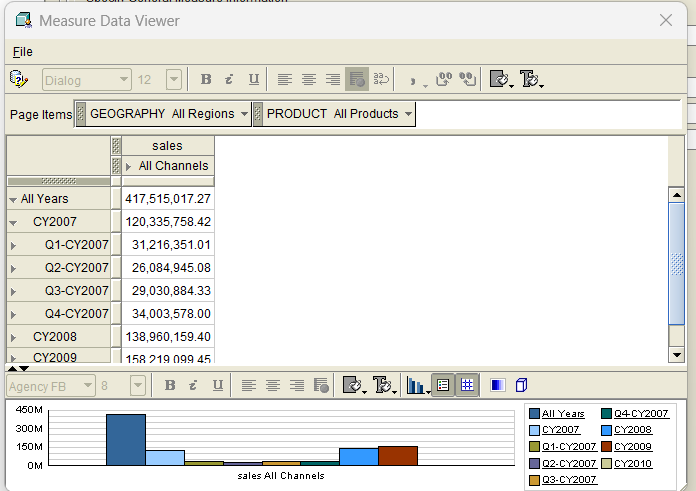 Measure Data Viewer
File
Dialog 12 B i U
Page Items GEOGRAPHY All Regions PRODUCT All Products
sales
All Channels
All Years 417,515,017.27
CY2007 120,335,758.42
Q1-CY2007 31,216,351.01
Q2-CY2007 26,084,945.08
Q3-CY2007 29,030,884.33
Q4-CY2007 34,003,578.00
CY2008 138,960,159.40
CY2009 158,219,099.45
Agency FB 8 B i U
450M
300M
150M
0M
sales All Channels
All Years Q4-CY2007
CY2007 CY2008
Q1-CY2007 CY2009
Q2-CY2007 CY2010
Q3-CY2007